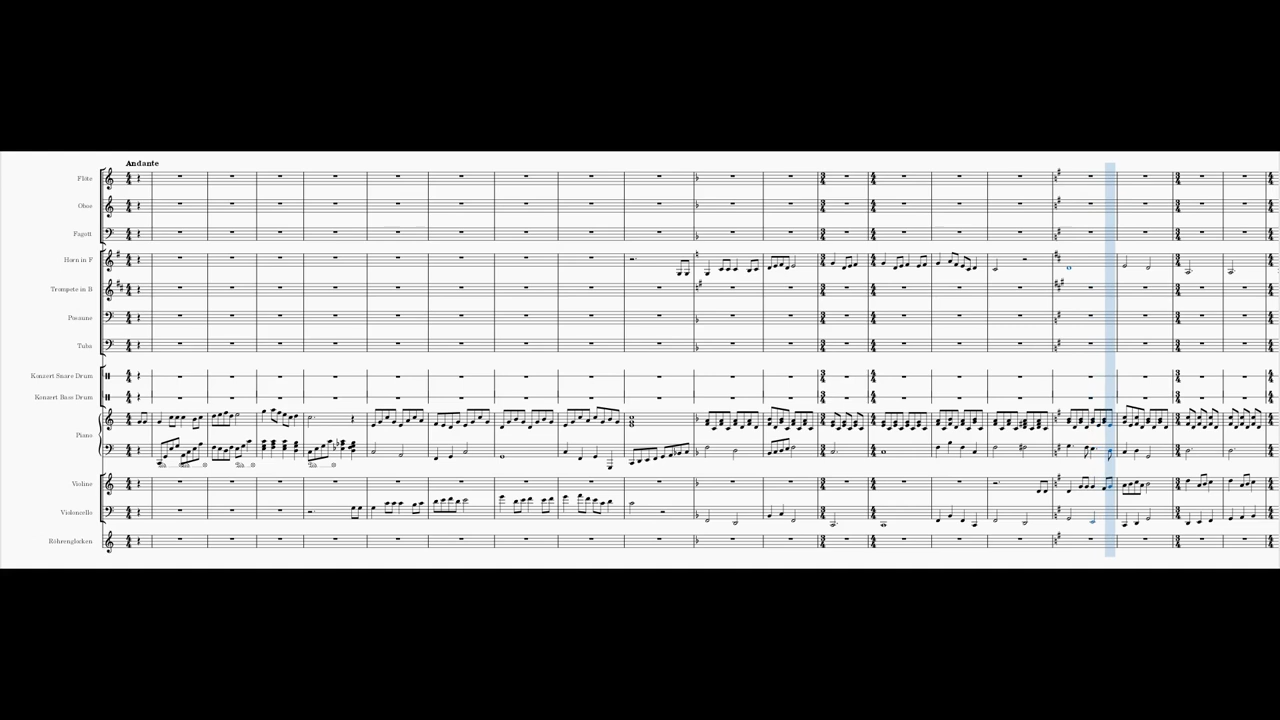 Andante
Flöte
Oboe
Fagott
Horn in F
Trompete in B
Posaune
Tuba
Konzert Snare Drum
Konzert Bass Drum
Piano
Violine
Violoncello
Röhrenglocken